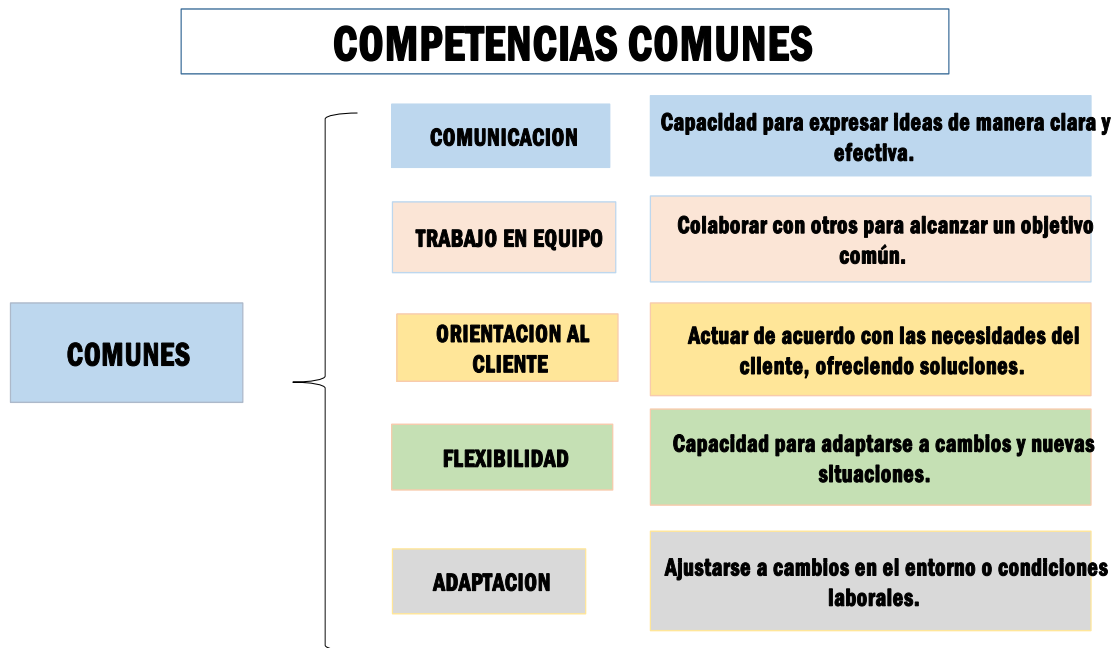 COMPETENCIAS COMUNES
COMUNES
COMUNICACION
Capacidad para expresar ideas de manera clara y
efectiva.
TRABAJO EN EQUIPO
Colaborar con otros para alcanzar un objetivo
común.
ORIENTACION AL
CLIENTE
Actuar de acuerdo con las necesidades del
cliente, ofreciendo soluciones.
FLEXIBILIDAD
Capacidad para adaptarse a cambios y nuevas
situaciones.
ADAPTACION
Ajustarse a cambios en el entorno o condiciones
laborales.